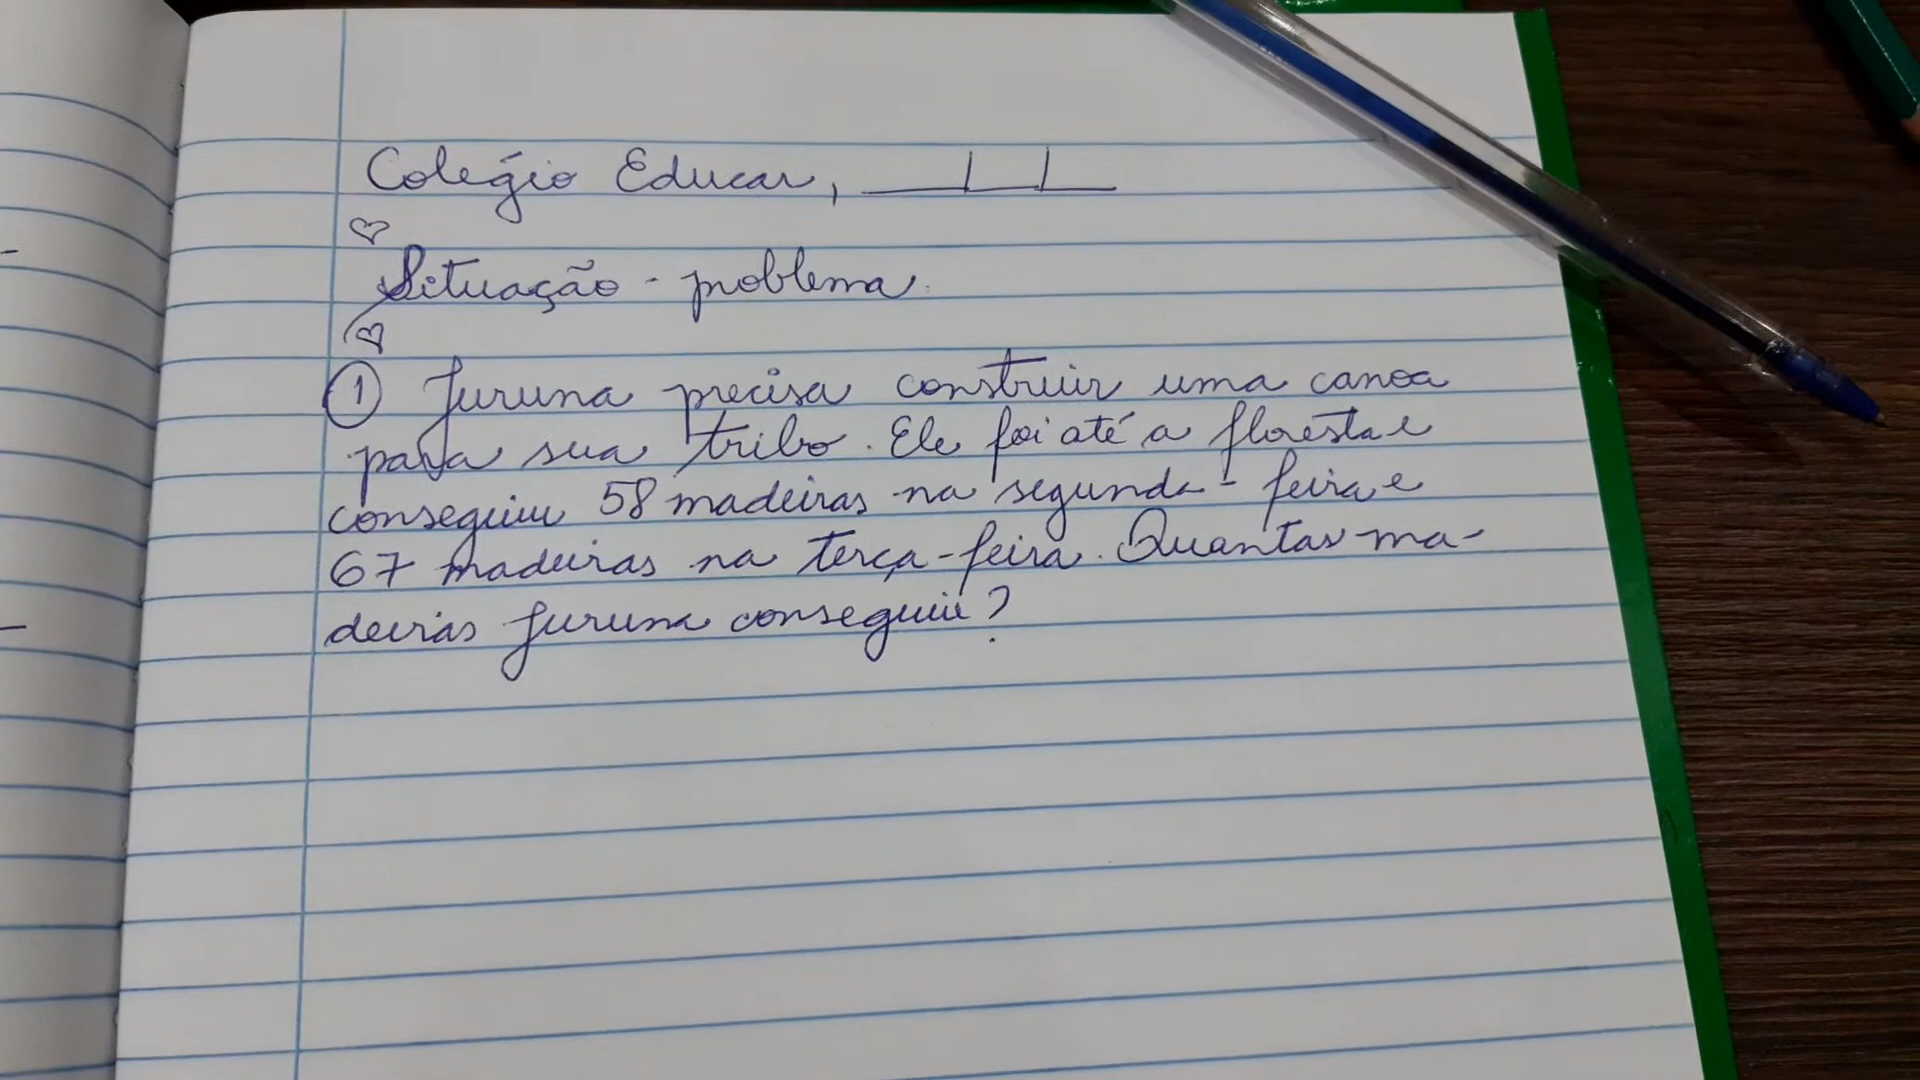 Colégio Educar, __/__/__
Situação - problema.
1 Juruna precisa construir uma canoa
para sua tribo. Ele foi até a floresta e
conseguiu 58 madeiras na segunda-feira e
67 madeiras na terça-feira. Quantas ma-
deiras Juruna conseguiu?